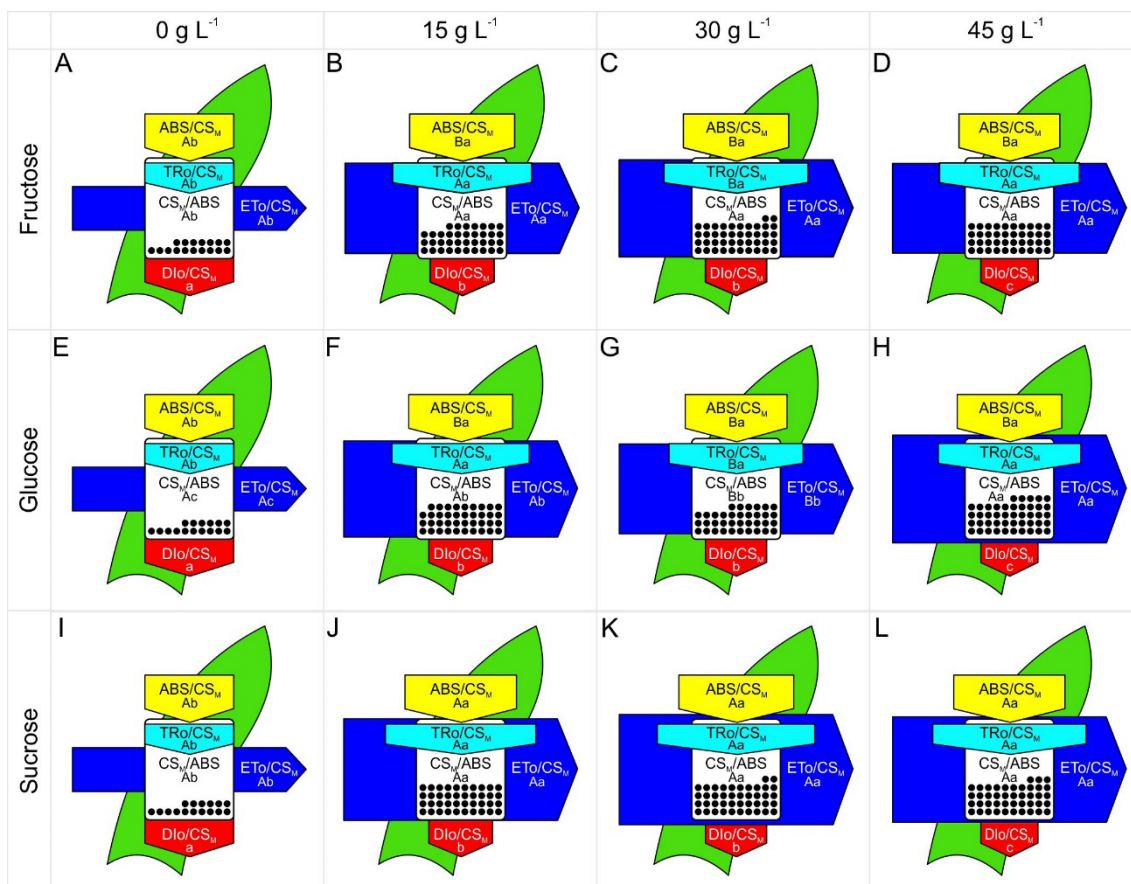 0 g L⁻¹
15 g L⁻¹
30 g L⁻¹
45 g L⁻¹
Fructose
A
ABS/CSM
Ab
TRo/CSM
Ab
CSM/ABS
Ab
ETo/CSM
Ab
DIo/CSM
a
B
ABS/CSM
Ba
TRo/CSM
Aa
CSM/ABS
Aa
ETo/CSM
Aa
DIo/CSM
b
C
ABS/CSM
Ba
TRo/CSM
Ba
CSM/ABS
Aa
ETo/CSM
Aa
DIo/CSM
b
D
ABS/CSM
Ba
TRo/CSM
Aa
CSM/ABS
Aa
ETo/CSM
Aa
DIo/CSM
c
Glucose
E
ABS/CSM
Ab
TRo/CSM
Ab
CSM/ABS
Ac
ETo/CSM
Ac
DIo/CSM
a
F
ABS/CSM
Ba
TRo/CSM
Aa
CSM/ABS
Ab
ETo/CSM
Ab
DIo/CSM
b
G
ABS/CSM
Ba
TRo/CSM
Ba
CSM/ABS
Bb
ETo/CSM
Bb
DIo/CSM
b
H
ABS/CSM
Ba
TRo/CSM
Aa
CSM/ABS
Aa
ETo/CSM
Aa
DIo/CSM
c
Sucrose
I
ABS/CSM
Ab
TRo/CSM
Ab
CSM/ABS
Ab
ETo/CSM
Ab
DIo/CSM
a
J
ABS/CSM
Aa
TRo/CSM
Aa
CSM/ABS
Aa
ETo/CSM
Aa
DIo/CSM
b
K
ABS/CSM
Aa
TRo/CSM
Aa
CSM/ABS
Aa
ETo/CSM
Aa
DIo/CSM
b
L
ABS/CSM
Aa
TRo/CSM
Aa
CSM/ABS
Aa
ETo/CSM
Aa
DIo/CSM
c